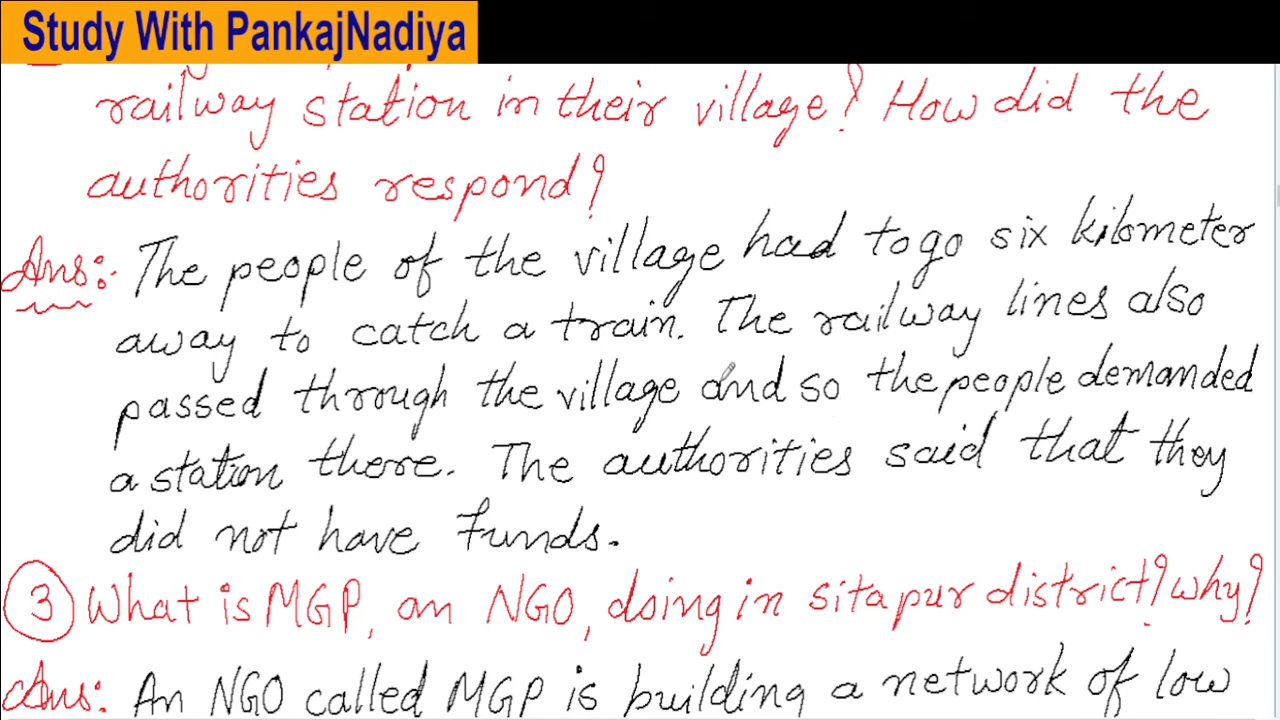 Study With PankajNadiya
railway station in their village? How did the
authorities respond?
Ans:- The people of the village had to go six kilometer
away to catch a train. The railway lines also
passed through the village and so the people demanded
a station there. The authorities said that they
did not have funds.
3 What is MGP, an NGO, doing in sitapur district? why?
Ans: An NGO called MGP is building a network of low